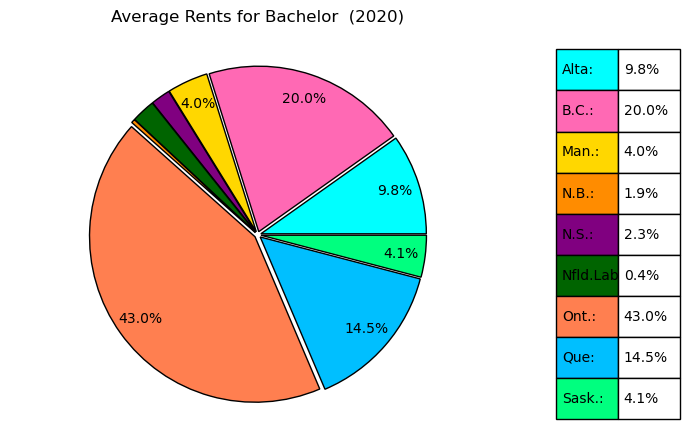 Average Rents for Bachelor  (2020)
4.0%
20.0%
9.8%
4.1%
14.5%
43.0%
Alta: 9.8%
B.C.: 20.0%
Man.: 4.0%
N.B.: 1.9%
N.S.: 2.3%
Nfld.Lab 0.4%
Ont.: 43.0%
Que: 14.5%
Sask.: 4.1%